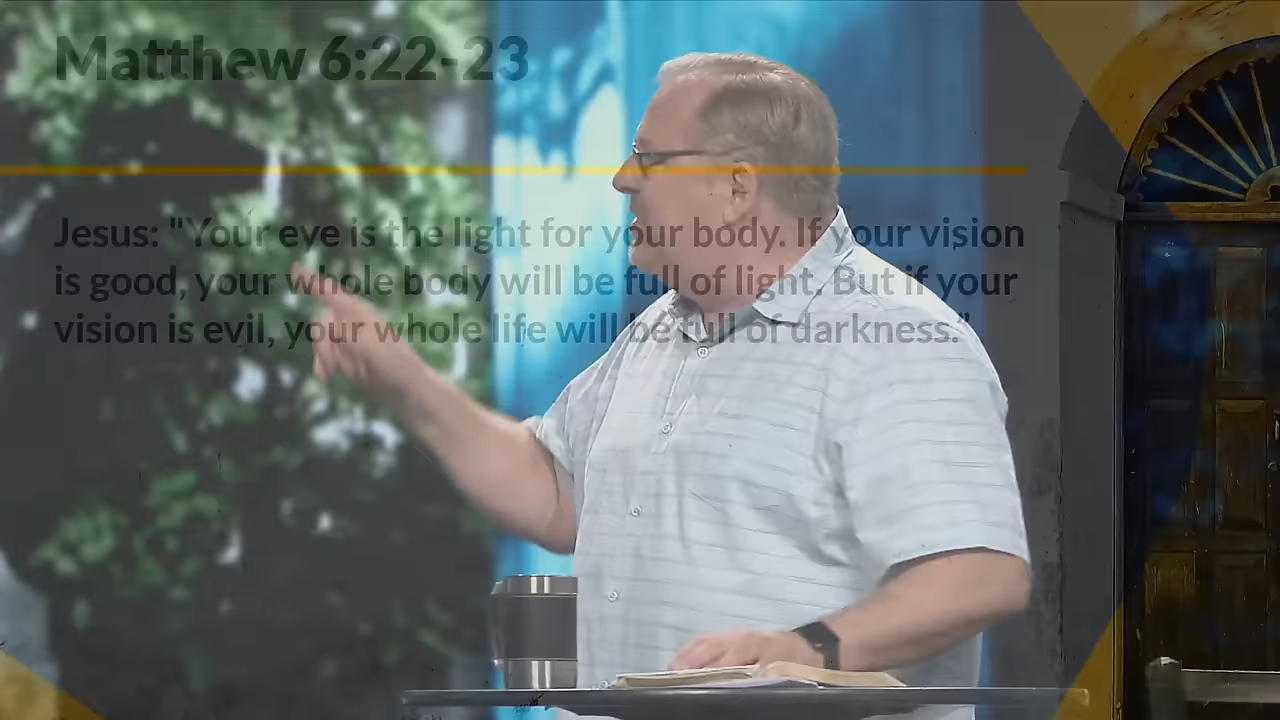 Matthew 6:22-23
Jesus: "Your eye is the light for your body. If your vision
is good, your whole body will be full of light. But if your
vision is evil, your whole life will be full of darkness."